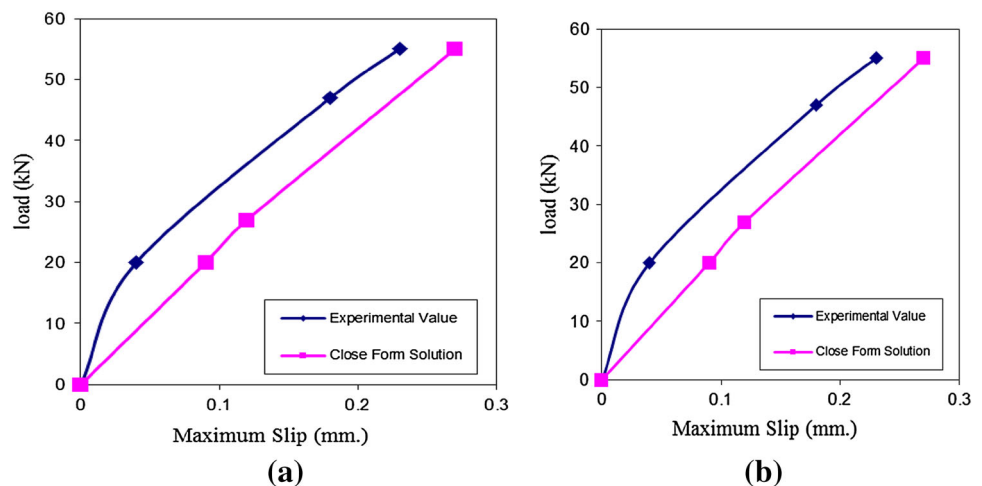 60
50
40
30
20
10
0
load (kN)
0
0.1
0.2
0.3
Maximum Slip (mm.)
Experimental Value
Close Form Solution
(a)
60
50
40
30
20
10
0
load (kN)
0
0.1
0.2
0.3
Maximum Slip (mm.)
Experimental Value
Close Form Solution
(b)